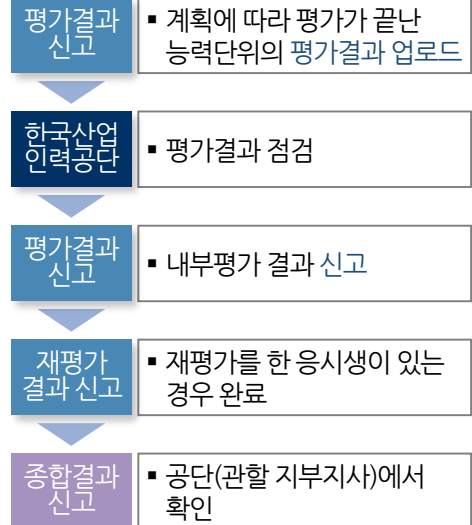 평가결과
신고
▪ 계획에 따라 평가가 끝난
능력단위의 평가결과 업로드
한국산업
인력공단
▪ 평가결과 점검
평가결과
신고
▪ 내부평가 결과 신고
재평가
결과 신고
▪ 재평가를 한 응시생이 있는
경우 완료
종합결과
신고
▪ 공단(관할 지부지사)에서
확인